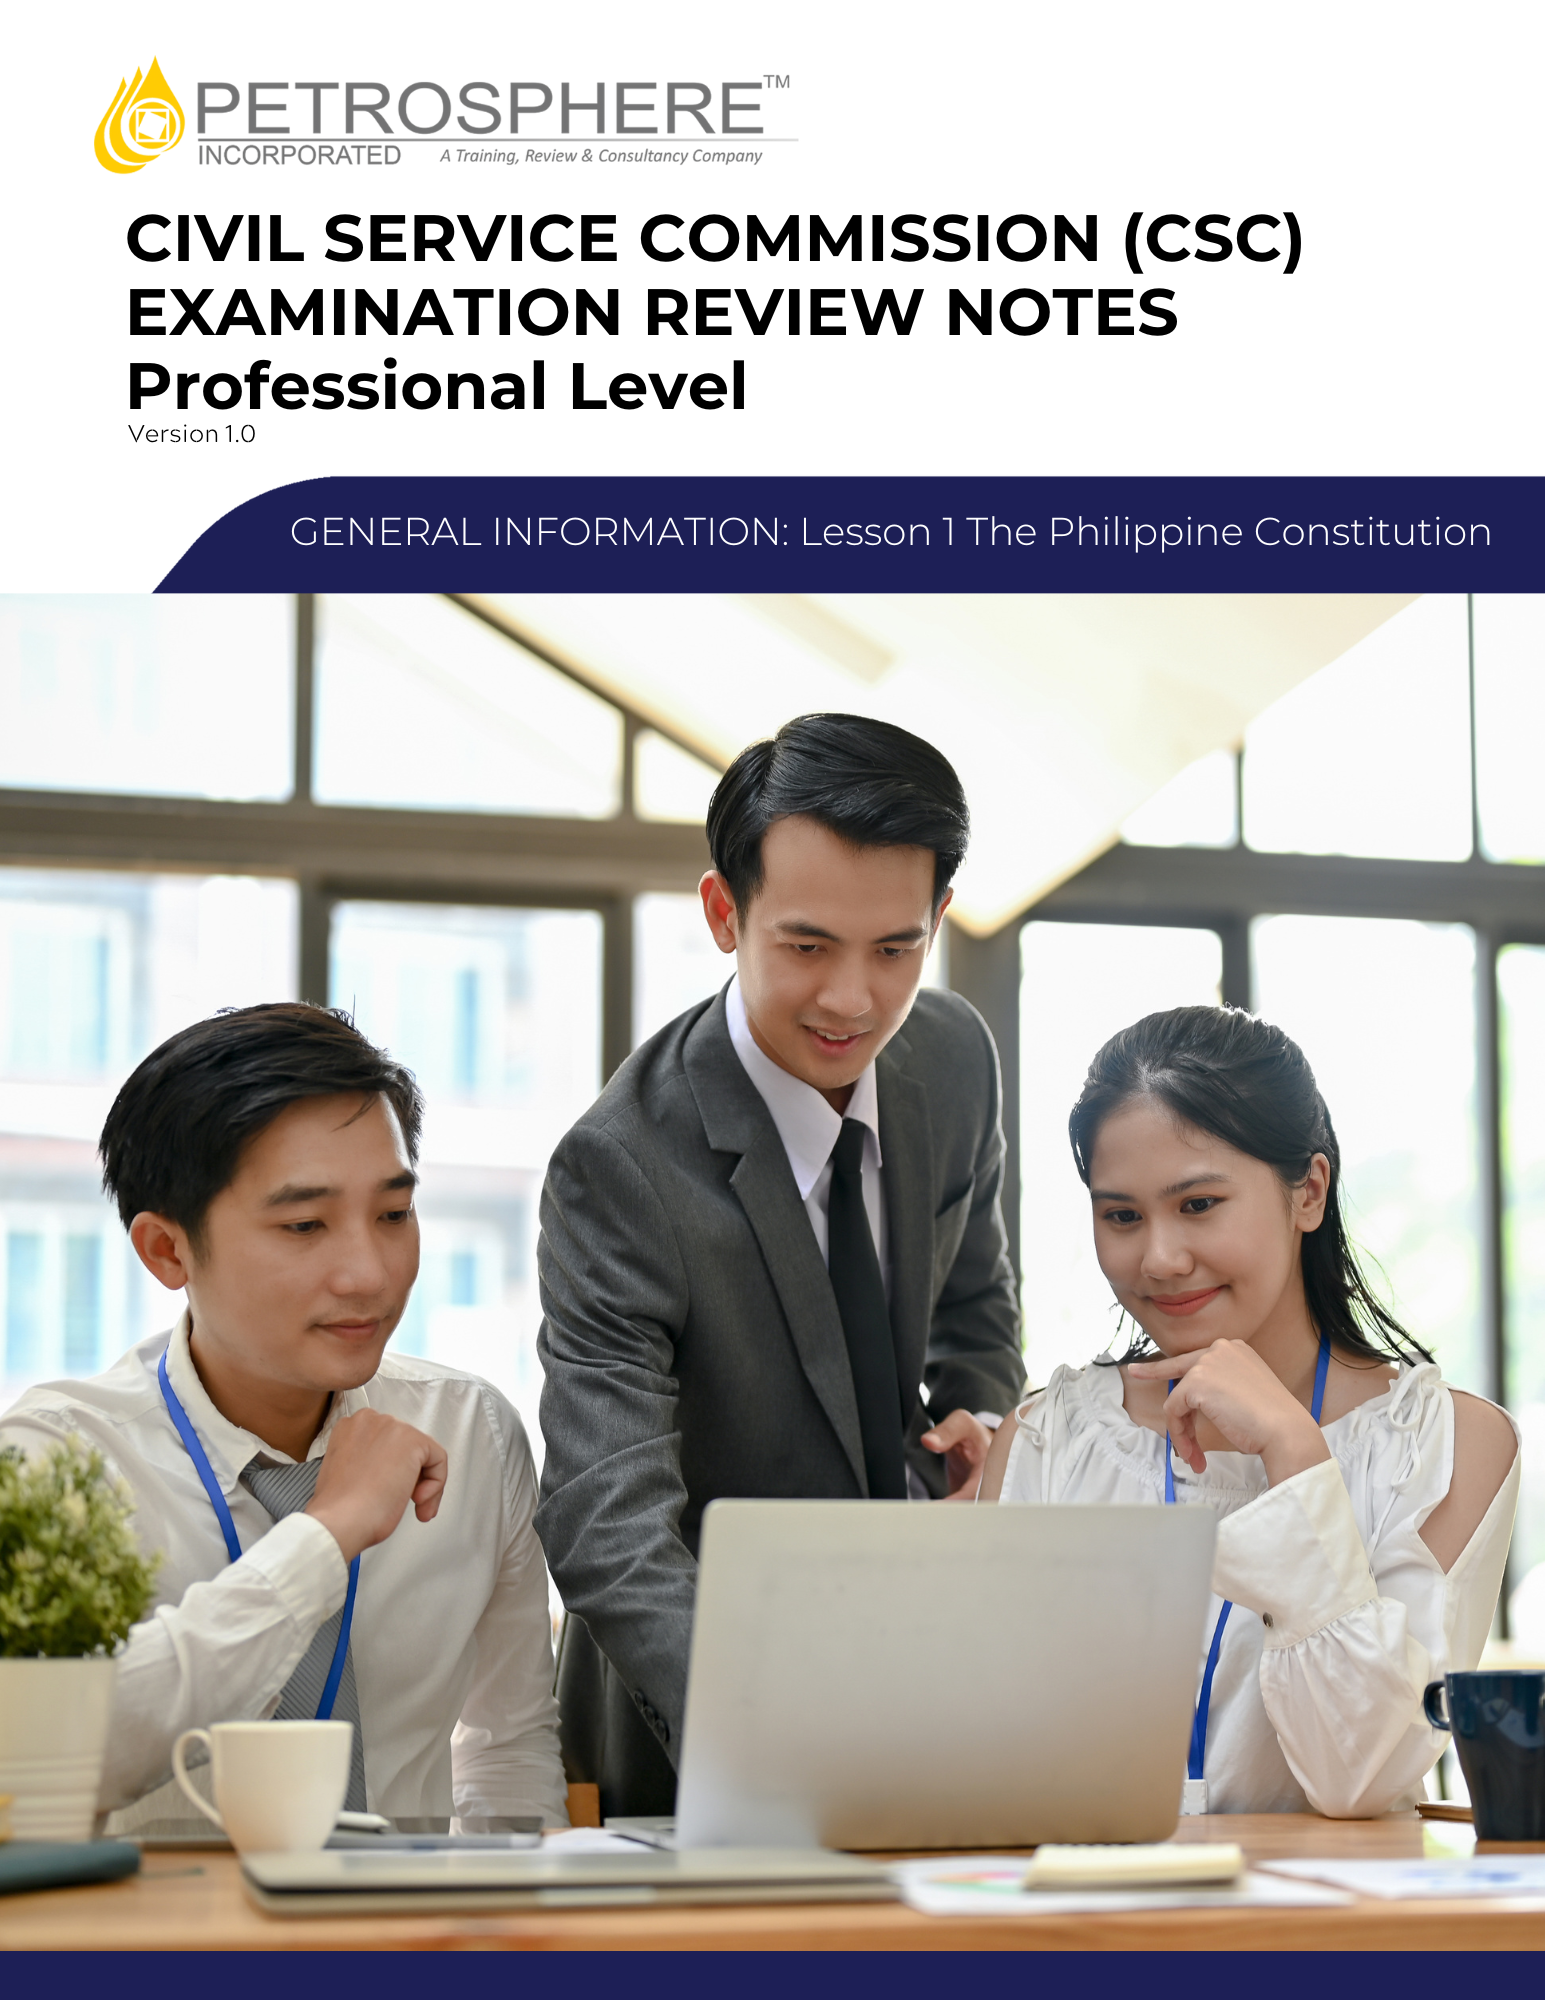 PETROSPHERE™
INCORPORATED A Training, Review & Consultancy Company
CIVIL SERVICE COMMISSION (CSC)
EXAMINATION REVIEW NOTES
Professional Level
Version 1.0
GENERAL INFORMATION: Lesson 1 The Philippine Constitution